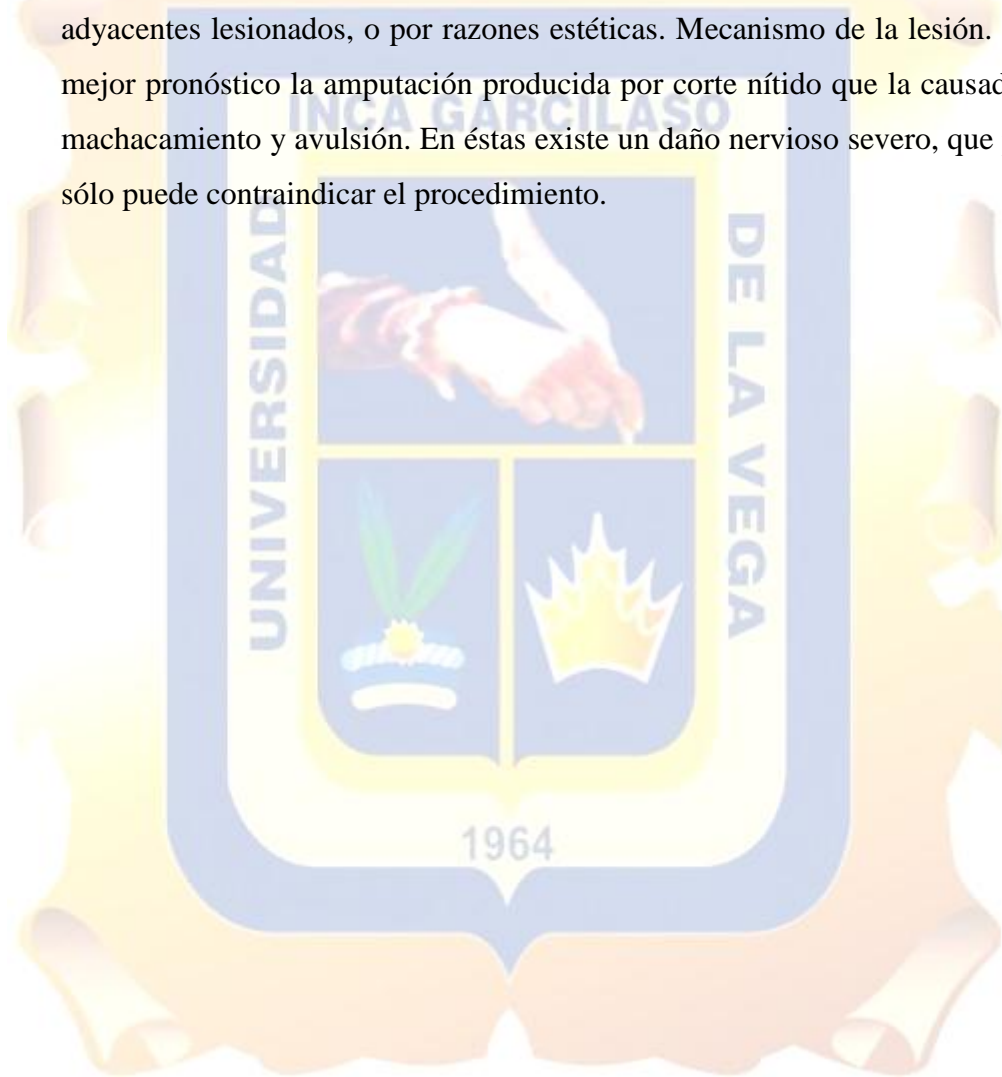 adyacentes lesionados, o por razones estéticas. Mecanismo de la lesión.
mejor pronóstico la amputación producida por corte nítido que la causad
machacamiento y avulsión. En éstas existe un daño nervioso severo, que
sólo puede contraindicar el procedimiento.
INCA GARCILASO
UNIVERSIDAD
DE LA VEGA
1964